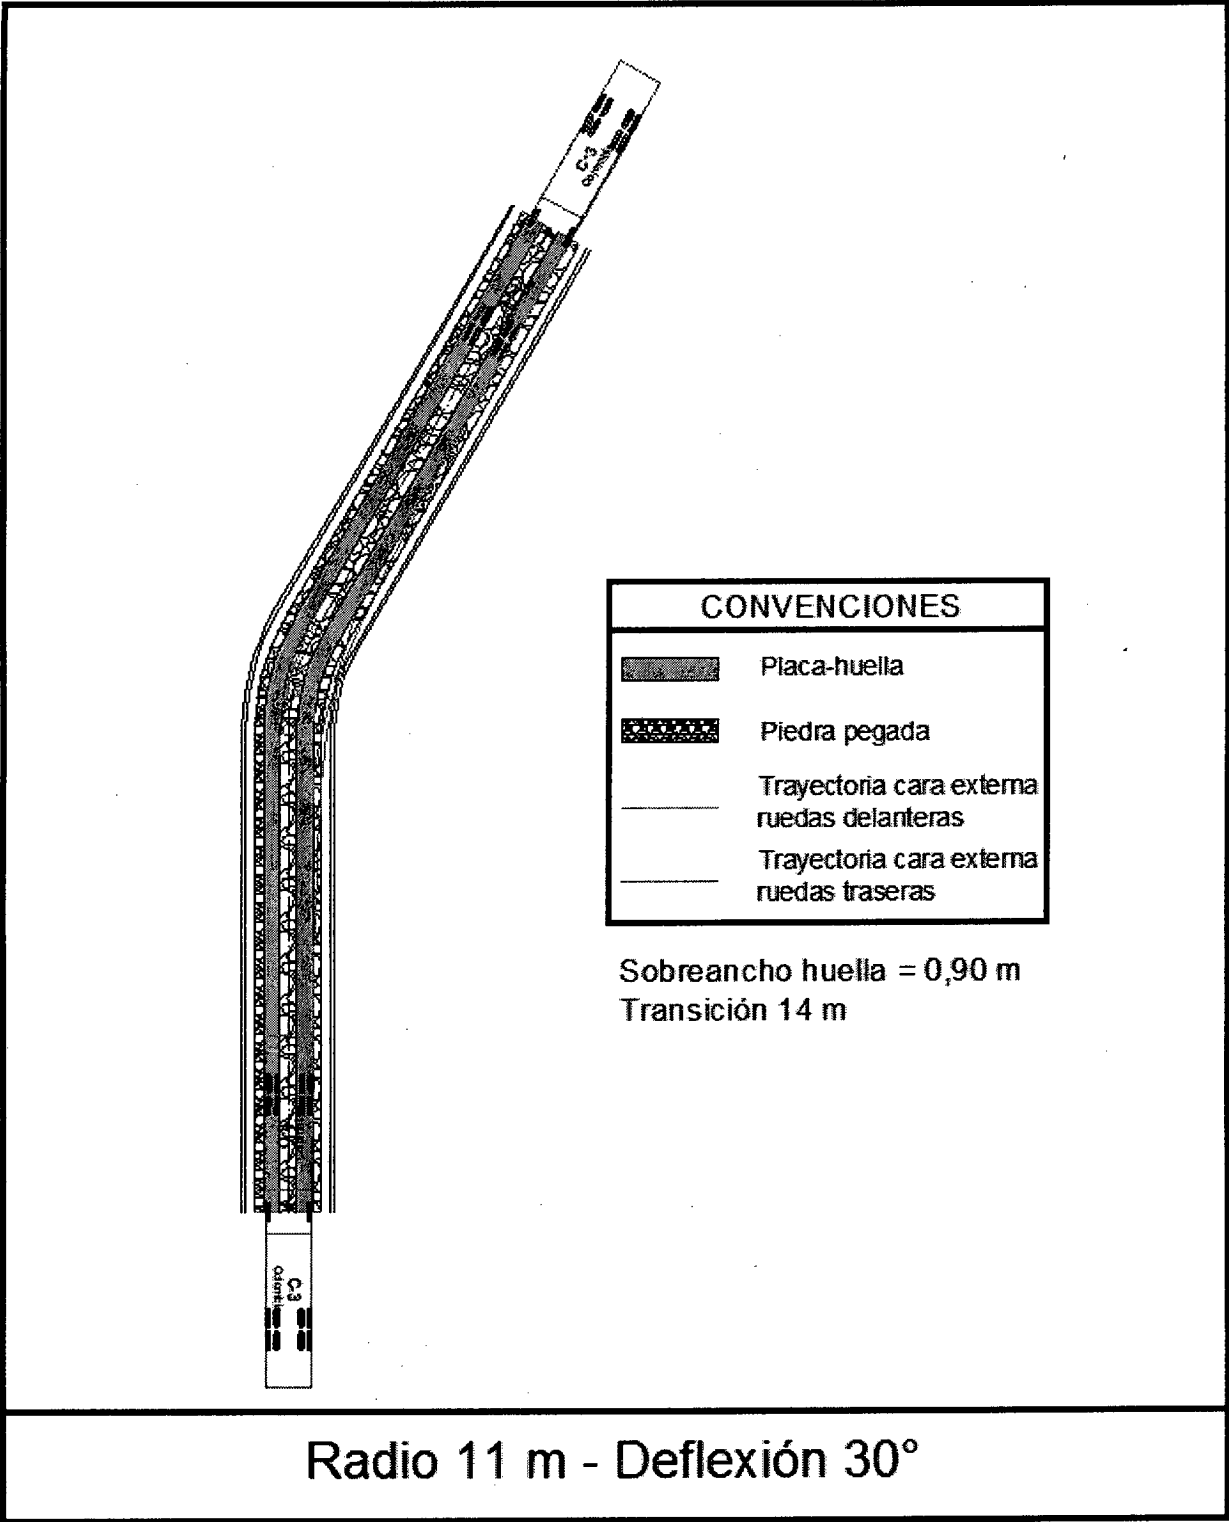 C-3
CONVENCIONES
Placa-huella
Piedra pegada
Trayectoria cara externa
ruedas delanteras
Trayectoria cara externa
ruedas traseras
Sobreancho huella = 0,90 m
Transición 14 m
C-3
Radio 11 m - Deflexión 30°